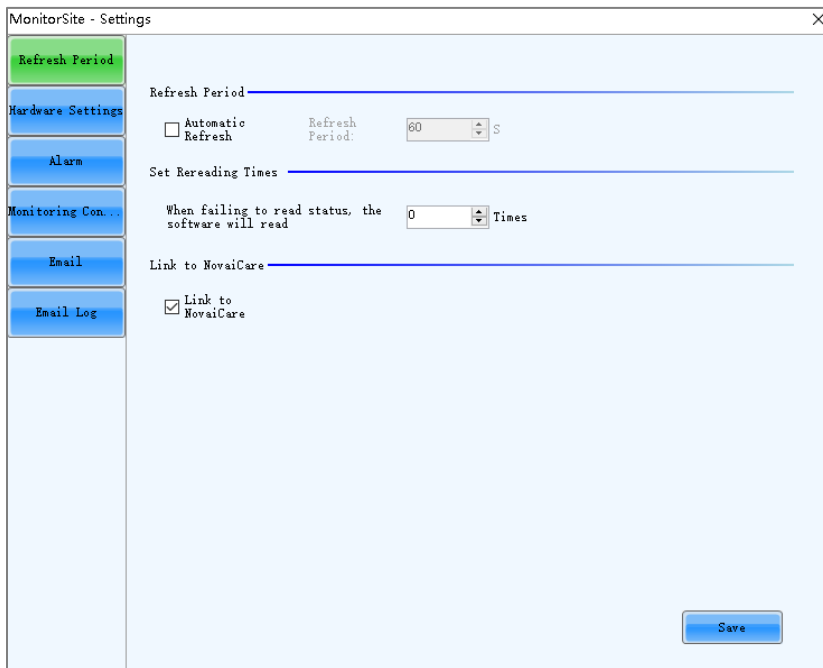 MonitorSite - Settings
Refresh Period
Hardware Settings
Alarm
Monitoring Con...
Email
Email Log
Refresh Period
Automatic
Refresh
Refresh
Period:
60
S
Set Rereading Times
When failing to read status, the
software will read
0
Times
Link to NovaiCare
Link to
NovaiCare
Save